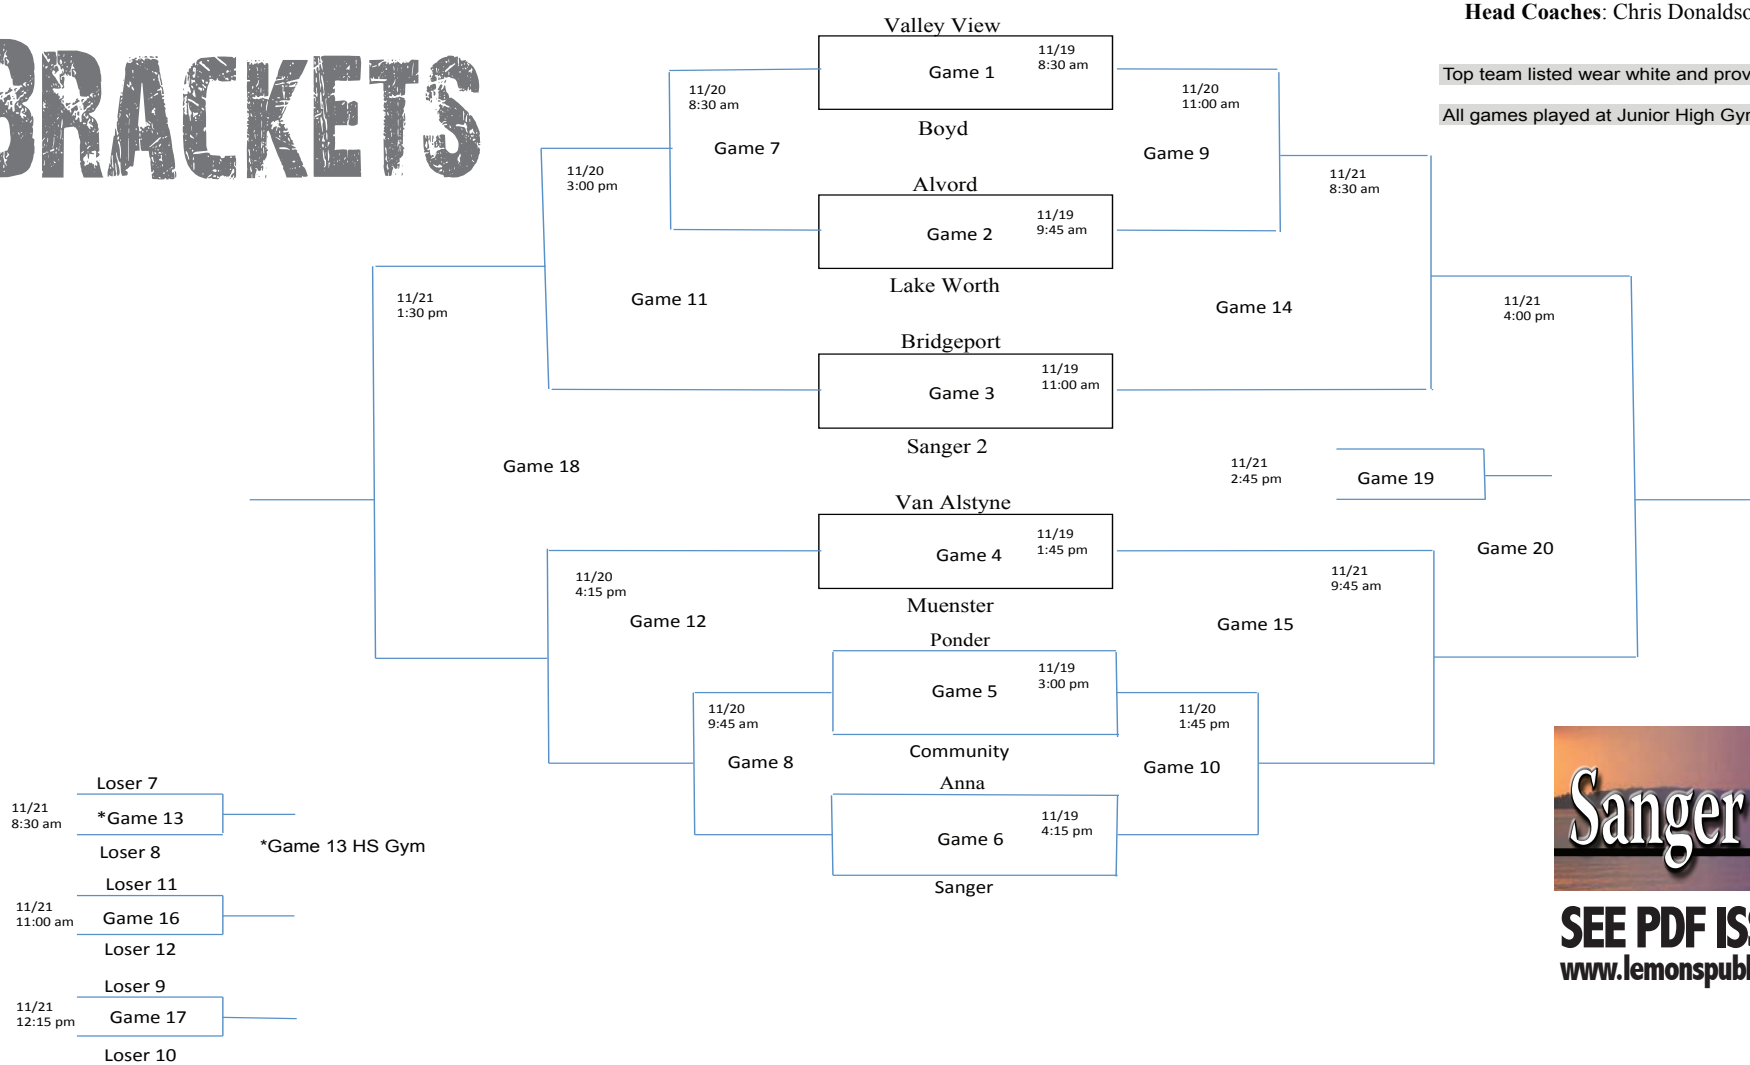 BRACKETS
Head Coaches: Chris
Top team listed wear white and
All games played at Junior High
Valley View
11/19
8:30 am
Game 1
Boyd
11/20
8:30 am
Game 7
11/20
11:00 am
Game 9
Alvord
11/19
9:45 am
Game 2
Lake Worth
11/20
3:00 pm
Game 11
11/21
8:30 am
Game 14
Bridgeport
11/19
11:00 am
Game 3
Sanger 2
11/21
1:30 pm
Game 18
11/21
4:00 pm
Game 20
11/21
2:45 pm
Game 19
Van Alstyne
11/19
1:45 pm
Game 4
Muenster
11/20
4:15 pm
Game 12
11/21
9:45 am
Game 15
Ponder
11/19
3:00 pm
Game 5
Community
11/20
9:45 am
Game 8
11/20
1:45 pm
Game 10
Anna
11/19
4:15 pm
Game 6
Sanger
Loser 7
11/21
8:30 am
*Game 13
Loser 8
*Game 13 HS Gym
Loser 11
11/21
11:00 am
Game 16
Loser 12
Loser 9
11/21
12:15 pm
Game 17
Loser 10
Sanger
SEE PDF